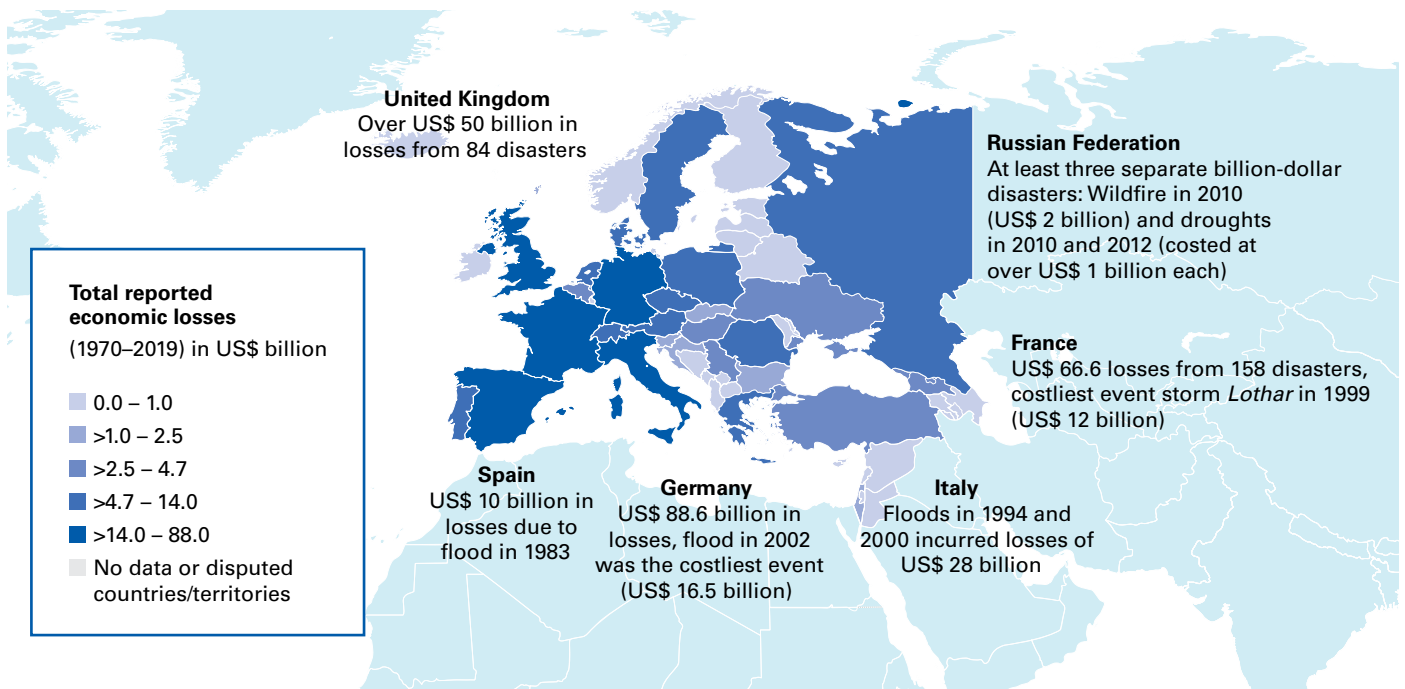 United Kingdom
Over US$ 50 billion in
losses from 84 disasters
Russian Federation
At least three separate billion-dollar
disasters: Wildfire in 2010
(US$ 2 billion) and droughts
in 2010 and 2012 (costed at
over US$ 1 billion each)
Total reported
economic losses
(1970–2019) in US$ billion
0.0 – 1.0
>1.0 – 2.5
>2.5 – 4.7
>4.7 – 14.0
>14.0 – 88.0
No data or disputed
countries/territories
France
US$ 66.6 losses from 158 disasters,
costliest event storm Lothar in 1999
(US$ 12 billion)
Spain
US$ 10 billion in
losses due to
flood in 1983
Germany
US$ 88.6 billion in
losses, flood in 2002
was the costliest event
(US$ 16.5 billion)
Italy
Floods in 1994 and
2000 incurred losses of
US$ 28 billion